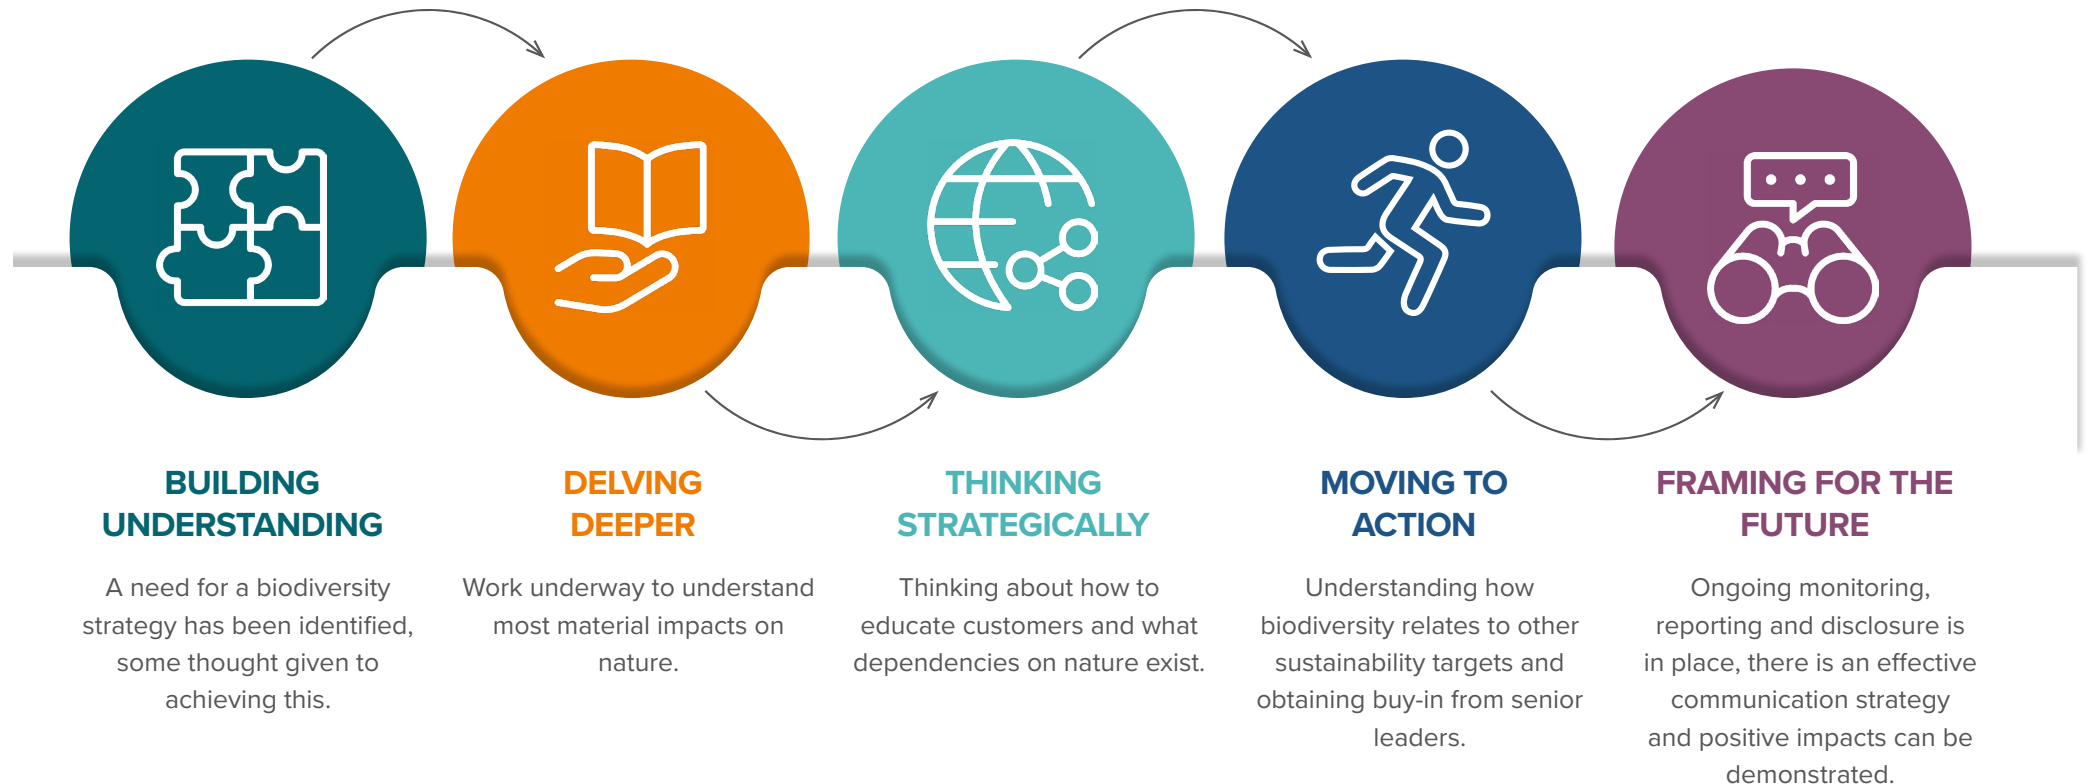 BUILDING
UNDERSTANDING
A need for a biodiversity
strategy has been identified,
some thought given to
achieving this.
DELVING
DEEPER
Work underway to understand
most material impacts on
nature.
THINKING
STRATEGICALLY
Thinking about how to
educate customers and what
dependencies on nature exist.
MOVING TO
ACTION
Understanding how
biodiversity relates to other
sustainability targets and
obtaining buy-in from senior
leaders.
FRAMING FOR THE
FUTURE
Ongoing monitoring,
reporting and disclosure is
in place, there is an effective
communication strategy
and positive impacts can be
demonstrated.